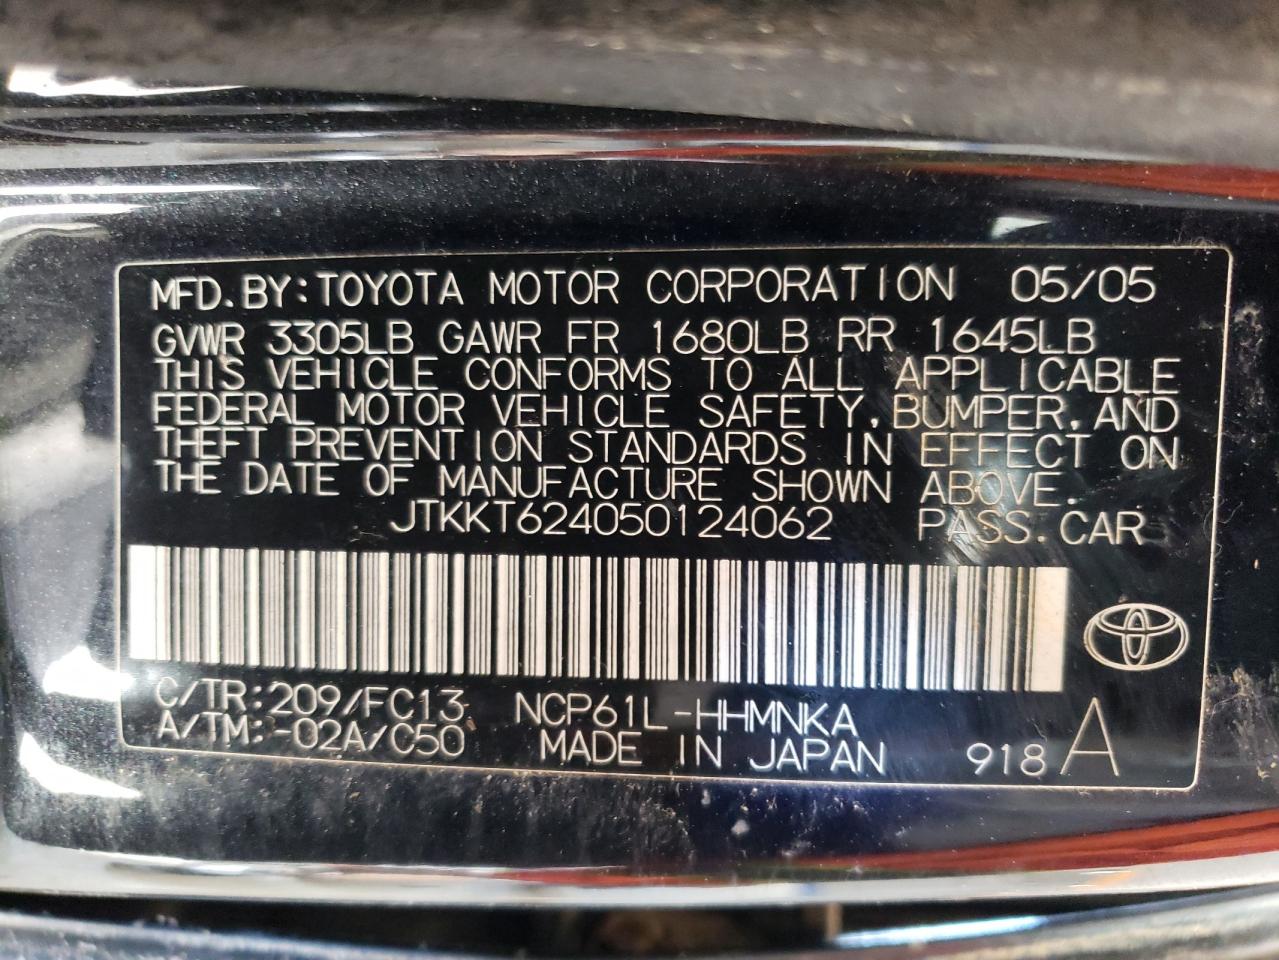 MFD. BY: TOYOTA MOTOR CORPORATION 05/05
GVWR 3305LB GAWR FR 1680LB RR 1645LB
THIS VEHICLE CONFORMS TO ALL APPLICABLE
FEDERAL MOTOR VEHICLE SAFETY, BUMPER, AND
THEFT PREVENTION STANDARDS IN EFFECT ON
THE DATE OF MANUFACTURE SHOWN ABOVE.
JTKKT624050124062 PASS. CAR
C/TR: 209/FC13 NCP61L-HHMNKA
A/TM: -02A/C50 MADE IN JAPAN 918 A